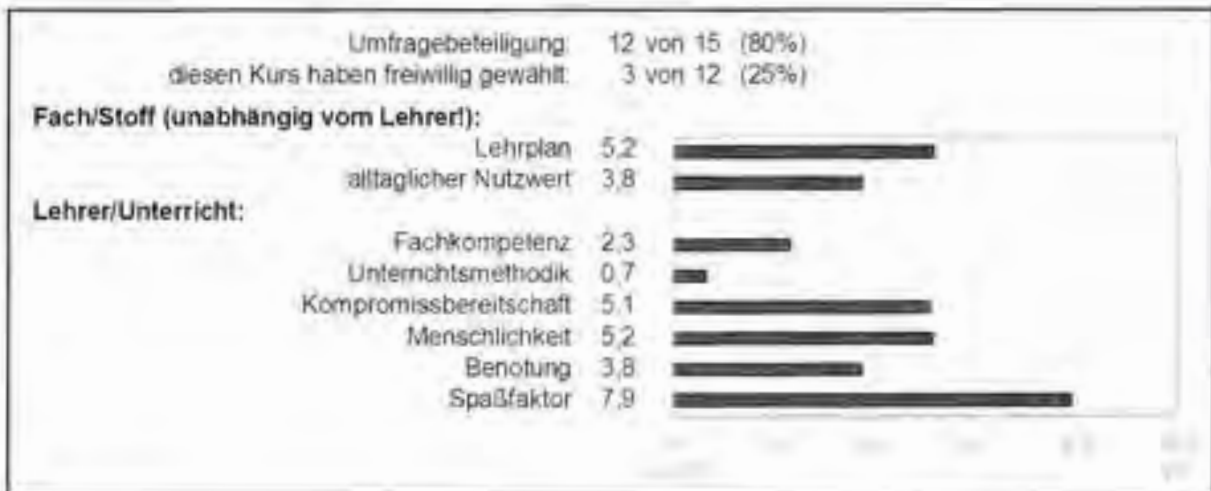 Umfragebeteiligung: 12 von 15 (80%)
diesen Kurs haben freiwillig gewählt: 3 von 12 (25%)
Fach/Stoff (unabhängig vom Lehrer!):
Lehrplan 5,2
alltäglicher Nutzwert 3,8
Lehrer/Unterricht:
Fachkompetenz 2,3
Unterrichtsmethodik 0,7
Kompromissbereitschaft 5,1
Menschlichkeit 5,2
Benotung 3,8
Spaßfaktor 7,9